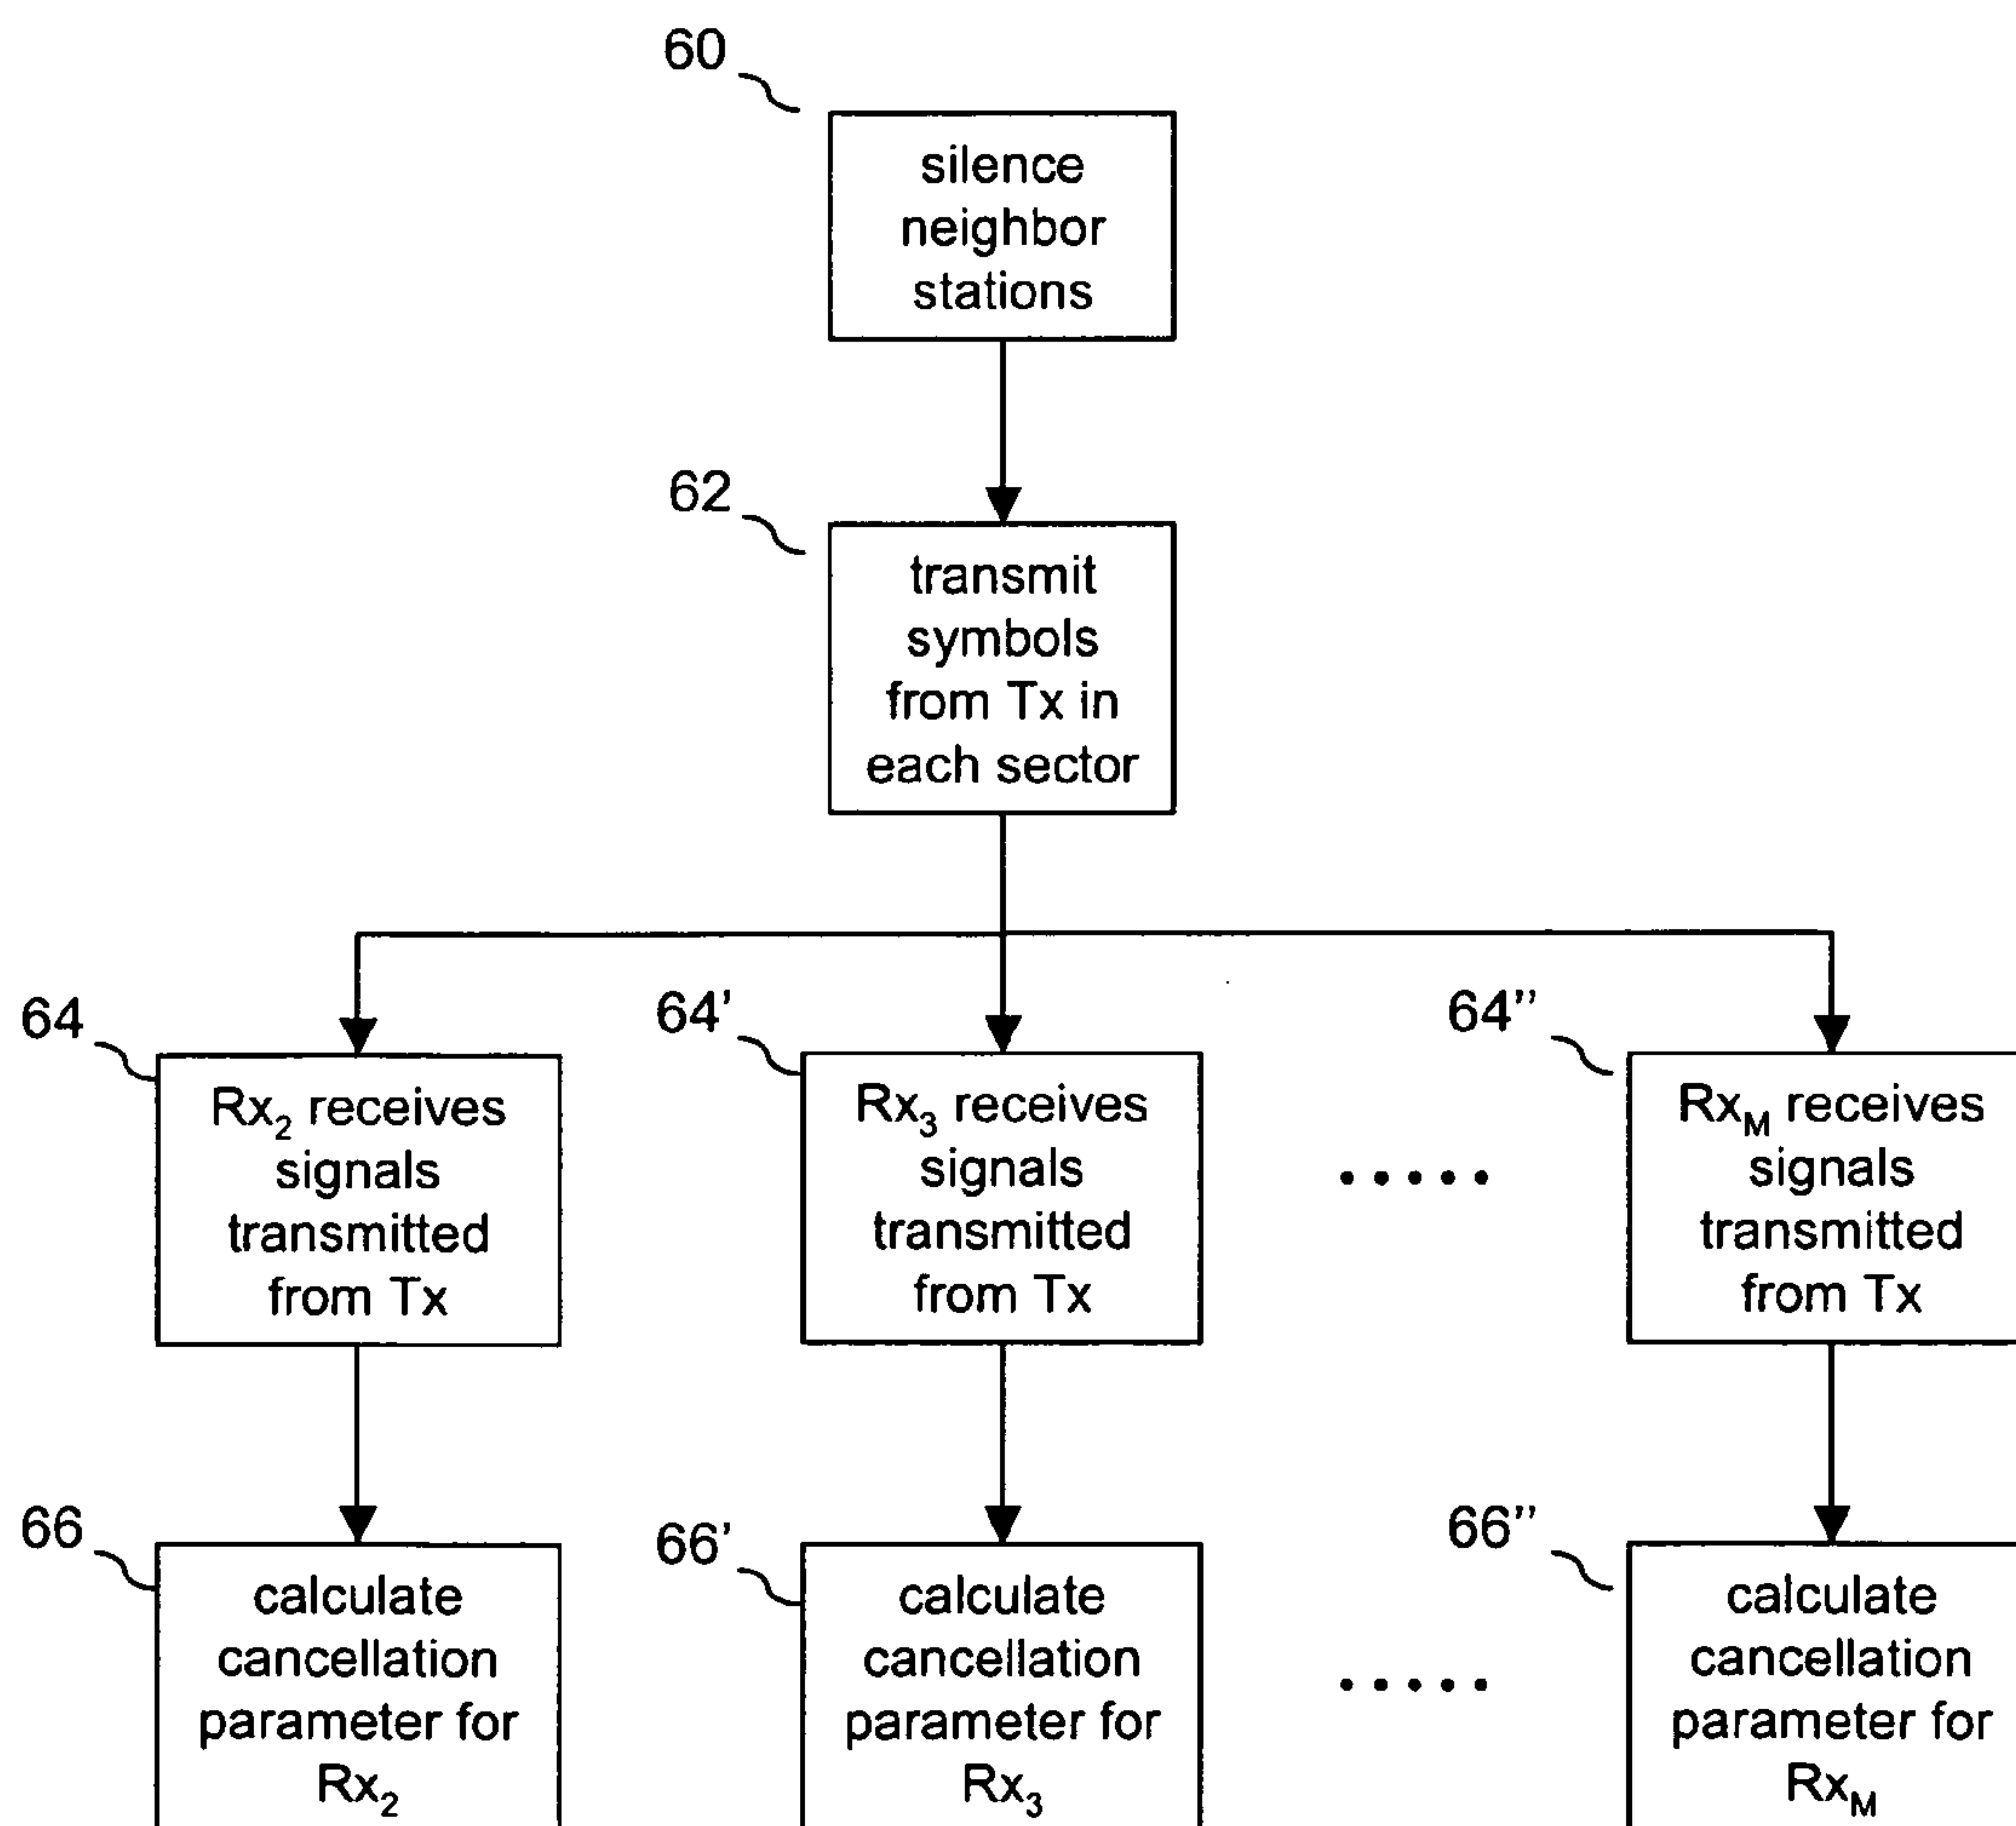 60
silence
neighbor
stations
62
transmit
symbols
from Tx in
each sector
64
Rx₂ receives
signals
transmitted
from Tx
64'
Rx₃ receives
signals
transmitted
from Tx
.....
64''
Rx_M receives
signals
transmitted
from Tx
66
calculate
cancellation
parameter for
Rx₂
66'
calculate
cancellation
parameter for
Rx₃
.....
66''
calculate
cancellation
parameter for
Rx_M